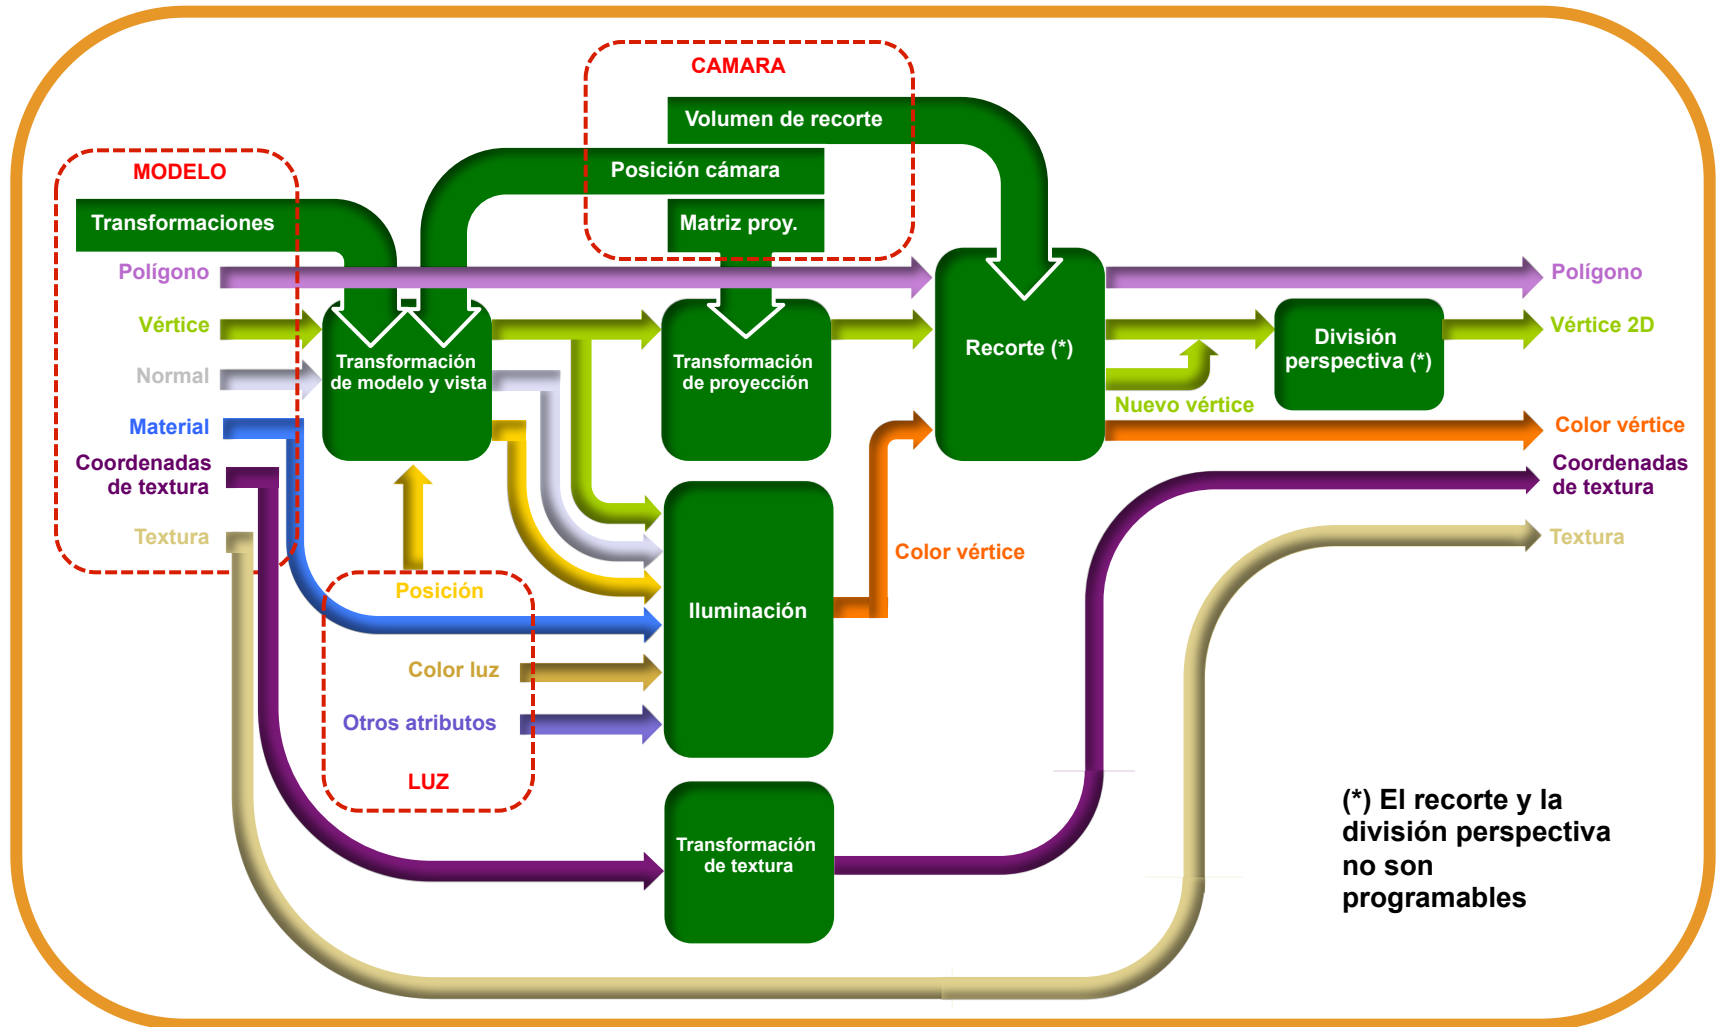 CAMARA
Volumen de recorte
Posición cámara
Matriz proy.
MODELO
Transformaciones
Polígono
Vértice
Normal
Material
Coordenadas
de textura
Textura
Transformación
de modelo y vista
Transformación
de proyección
Recorte (*)
División
perspectiva (*)
Nuevo vértice
Polígono
Vértice 2D
Color vértice
Coordenadas
de textura
Textura
Color vértice
Iluminación
Posición
Color luz
Otros atributos
LUZ
Transformación
de textura
(*) El recorte y la
división perspectiva
no son
programables